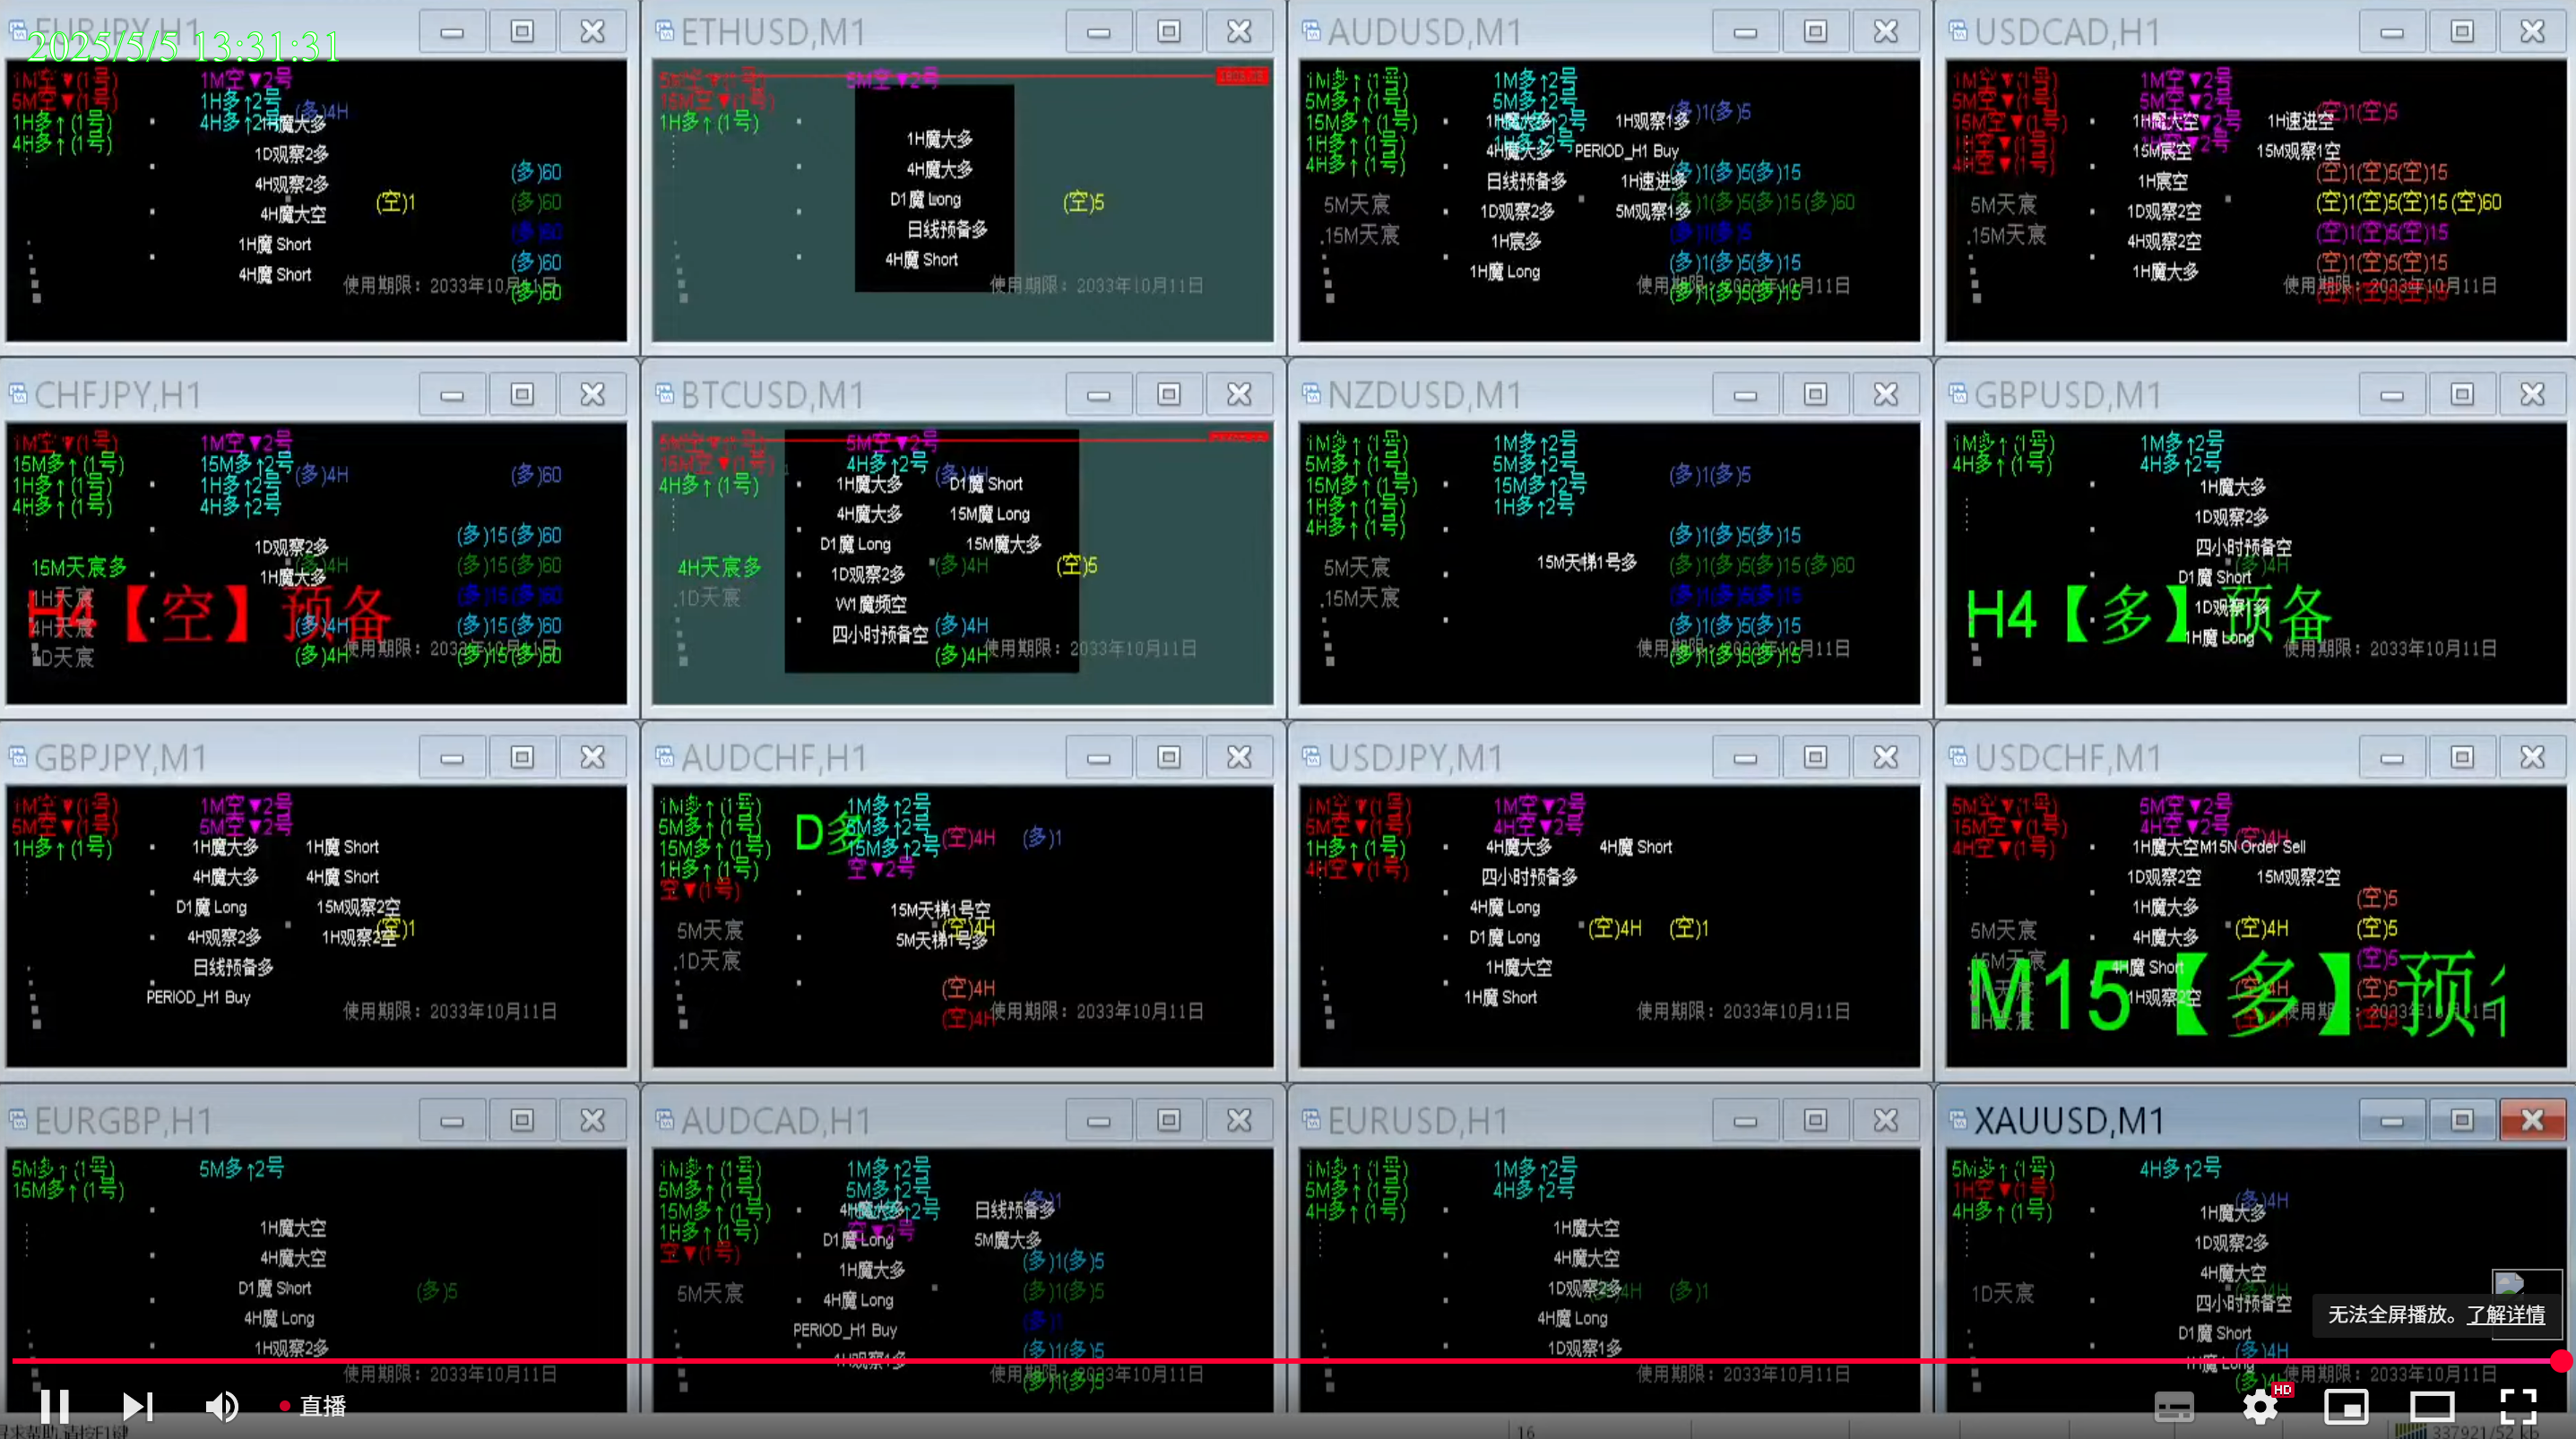 EURJPY,H1
2025/5/5 13:31:31
1M空▼(1号)
5M空▼(1号)
1H多↑(1号)
4H多↑(1号)
1M空▼2号
1H多↑2号
4H多↑2号
(多)4H
1H魔大多
1D观察2多
4H观察2多
4H魔大空
1H魔 Short
4H魔 Short
(空)1
(多)60
(多)60
(多)60
(多)60
(多)60
使用期限：2033年10月11日
ETHUSD,M1
5M空▼(1号)
15M空▼(1号)
1H多↑(1号)
5M空▼2号
1H魔大多
4H魔大多
D1魔 Long
日线预备多
4H魔 Short
(空)5
使用期限：2033年10月11日
AUDUSD,M1
1M多↑(1号)
5M多↑(1号)
15M多↑(1号)
1H多↑(1号)
4H多↑(1号)
1M多↑2号
5M多↑2号
1H魔大多
4H魔大多
日线预备多
1D观察2多
1H宸多
1H魔 Long
1H观察1多
PERIOD_H1 Buy
1H速进多
5M观察1多
(多)1(多)5
(多)1(多)5(多)15
(多)1(多)5(多)15(多)60
(多)1(多)5
(多)1(多)5(多)15
(多)1(多)5(多)15
5M天宸
15M天宸
使用期限：2033年10月11日
USDCAD,H1
1M空▼(1号)
5M空▼(1号)
15M空▼(1号)
1H空▼(1号)
4H空▼(1号)
1M空▼2号
5M空▼2号
1H魔大空
15M宸空
1H宸空
1D观察2空
4H观察2空
1H魔大多
1H速进空
15M观察1空
(空)1(空)5
(空)1(空)5(空)15
(空)1(空)5(空)15(空)60
(空)1(空)5(空)15
(空)1(空)5(空)15
(空)1(空)5(空)15
5M天宸
15M天宸
使用期限：2033年10月11日
CHFJPY,H1
1M空▼(1号)
15M多↑(1号)
1H多↑(1号)
4H多↑(1号)
1M空▼2号
15M多↑2号
1H多↑2号
4H多↑2号
(多)4H
(多)60
1D观察2多
1H魔大多
(多)4H
(多)15(多)60
(多)15(多)60
(多)15(多)60
(多)15(多)60
(多)15(多)60
15M天宸多
1H天宸
4H天宸
1D天宸
H4【空】预备
(多)4H
(多)4H
使用期限：2033年10月11日
BTCUSD,M1
5M空▼(1号)
15M空▼(1号)
4H多↑(1号)
5M空▼2号
4H多↑2号
(多)4H
1H魔大多
4H魔大多
D1魔 Long
1D观察2多
W1魔频空
四小时预备空
D1魔 Short
15M魔 Long
15M魔大多
4H天宸多
1D天宸
(多)4H
(空)5
(多)4H
(多)4H
使用期限：2033年10月11日
NZDUSD,M1
1M多↑(1号)
5M多↑(1号)
15M多↑(1号)
1H多↑(1号)
4H多↑(1号)
1M多↑2号
5M多↑2号
15M多↑2号
1H多↑2号
15M天梯1号多
(多)1(多)5
(多)1(多)5(多)15
(多)1(多)5(多)15(多)60
(多)1(多)5(多)15
(多)1(多)5(多)15
(多)1(多)5(多)15
5M天宸
15M天宸
使用期限：2033年10月11日
GBPUSD,M1
1M多↑(1号)
4H多↑(1号)
1M多↑2号
4H多↑2号
1H魔大多
1D观察2多
四小时预备空
(多)4H
D1魔 Short
1D观察1多
1H魔 Long
H4【多】预备
使用期限：2033年10月11日
GBPJPY,M1
1M空▼(1号)
5M空▼(1号)
1H多↑(1号)
1M空▼2号
5M空▼2号
1H魔大多
4H魔大多
D1魔 Long
4H观察2多
日线预备多
PERIOD_H1 Buy
1H魔 Short
4H魔 Short
15M观察2空
1H观察2空
(空)1
使用期限：2033年10月11日
AUDCHF,H1
1M多↑(1号)
5M多↑(1号)
15M多↑(1号)
1H多↑(1号)
空▼(1号)
D多
1M多↑2号
5M多↑2号
15M多↑2号
空▼2号
(空)4H
(多)1
15M天梯1号空
(空)4H
5M天梯1号多
5M天宸
1D天宸
(空)4H
(空)4H
使用期限：2033年10月11日
USDJPY,M1
1M空▼(1号)
5M空▼(1号)
1H多↑(1号)
4H空▼(1号)
1M空▼2号
4H空▼2号
4H魔大多
四小时预备多
4H魔 Long
D1魔 Long
1H魔大空
1H魔 Short
4H魔 Short
(空)4H
(空)1
使用期限：2033年10月11日
USDCHF,M1
5M空▼(1号)
15M空▼(1号)
4H空▼(1号)
5M空▼2号
4H空▼2号
(空)4H
1H魔大空
1D观察2空
1H魔大多
4H魔大多
4H魔 Short
1H观察2空
M15N Order Sell
15M观察2空
(空)4H
(空)5
(空)5
(空)5
(空)5
5M天宸
15M天宸
M15【多】预
使用期限：2033年10月11日
EURGBP,H1
5M多↑(1号)
15M多↑(1号)
5M多↑2号
1H魔大空
4H魔大空
D1魔 Short
4H魔 Long
1H观察2多
(多)5
使用期限：2033年10月11日
AUDCAD,H1
1M多↑(1号)
5M多↑(1号)
15M多↑(1号)
1H多↑(1号)
空▼(1号)
1M多↑2号
5M多↑2号
4H魔大多
空▼2号
D1魔 Long
1H魔大多
4H魔 Long
PERIOD_H1 Buy
1H观察1多
日线预备多
5M魔大多
(多)1
(多)1(多)5
(多)1(多)5
(多)1
(多)1(多)5
(多)1(多)5
5M天宸
使用期限：2033年10月11日
EURUSD,H1
1M多↑(1号)
5M多↑(1号)
4H多↑(1号)
1M多↑2号
4H多↑2号
1H魔大空
4H魔大空
1D观察2多
4H魔 Long
1D观察1多
(多)1
使用期限：2033年10月11日
XAUUSD,M1
5M多↑(1号)
1H空▼(1号)
4H多↑(1号)
4H多↑2号
(多)4H
1H魔大多
1D观察2多
4H魔大空
四小时预备空
D1魔 Short
1H魔 Long
1D天宸
(多)4H
(多)4H
使用期限：2033年10月11日
无法全屏播放。了解详情
直播
HD
16
337921/52 kb